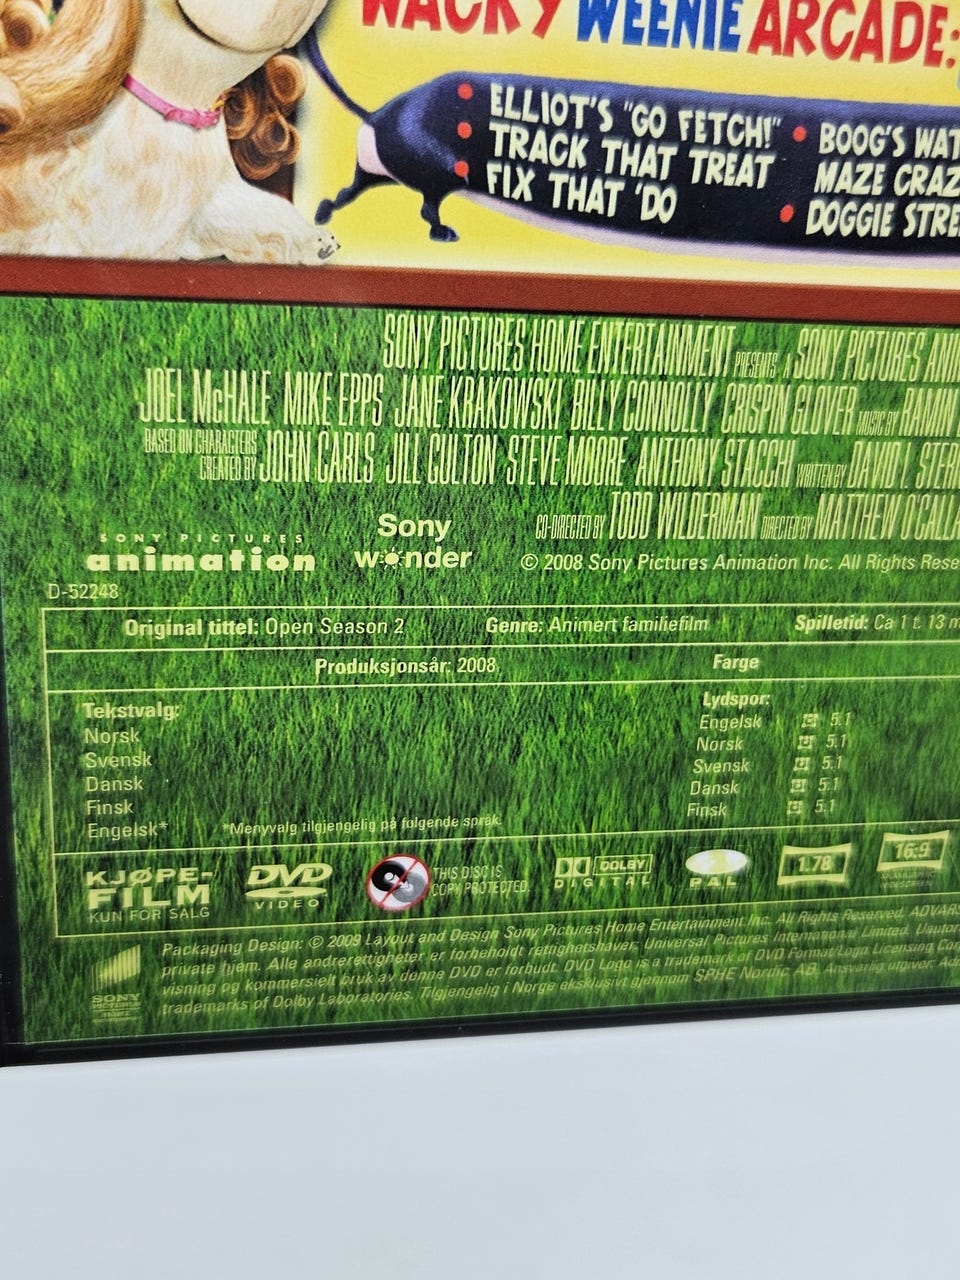 WACKY WEENIE ARCADE:
• ELLIOT'S "GO FETCH!"
• TRACK THAT TREAT
• FIX THAT 'DO
• BOOG'S WAT
MAZE CRAZ
• DOGGIE STRE
SONY PICTURES HOME ENTERTAINMENT PRESENTS A SONY PICTURES AN
JOEL McHALE MIKE EPPS JANE KRAKOWSKI BILLY CONNOLLY CRISPIN GLOVER MUSIC BY RAMIN
BASED ON CHARACTERS CREATED BY JOHN CARLS JILL CULTON STEVE MOORE ANTHONY STACCHI WRITTEN BY DAVID I. STER
CO-DIRECTED BY TODD WILDERMAN DIRECTED BY MATTHEW O'CALL
SONY PICTURES
animation
Sony
wonder
© 2008 Sony Pictures Animation Inc. All Rights Rese
D-52248
Original tittel: Open Season 2 Genre: Animert familiefilm Spilletid: Ca 1 t. 13 m
Produksjonsår: 2008 Farge
Tekstvalg:
Norsk
Svensk
Dansk
Finsk
Engelsk* *Menyvalg tilgjengelig på følgende språk.
Lydspor:
Engelsk 5.1
Norsk 5.1
Svensk 5.1
Dansk 5.1
Finsk 5.1
KJØPE-
FILM
KUN FOR SALG
DVD
VIDEO
THIS DISC IS
COPY PROTECTED.
DOLBY
DIGITAL
PAL
1.78
16:9
ANAMORPHIC
WIDESCREEN
SONY
PICTURES
HOME
Packaging Design: © 2009 Layout and Design Sony Pictures Home Entertainment Inc. All Rights Reserved. ADVARS
private hjem. Alle andre rettigheter er forbeholdt rettighetshaver, Universal Pictures International Limited. Uautor
visning og kommersielt bruk av denne DVD er forbudt. DVD Logo is a trademark of DVD Format/Logo Licensing Cor
trademarks of Dolby Laboratories. Tilgjengelig i Norge eksklusivt gjennom SPHE Nordic AB. Ansvarlig utgiver: Ad